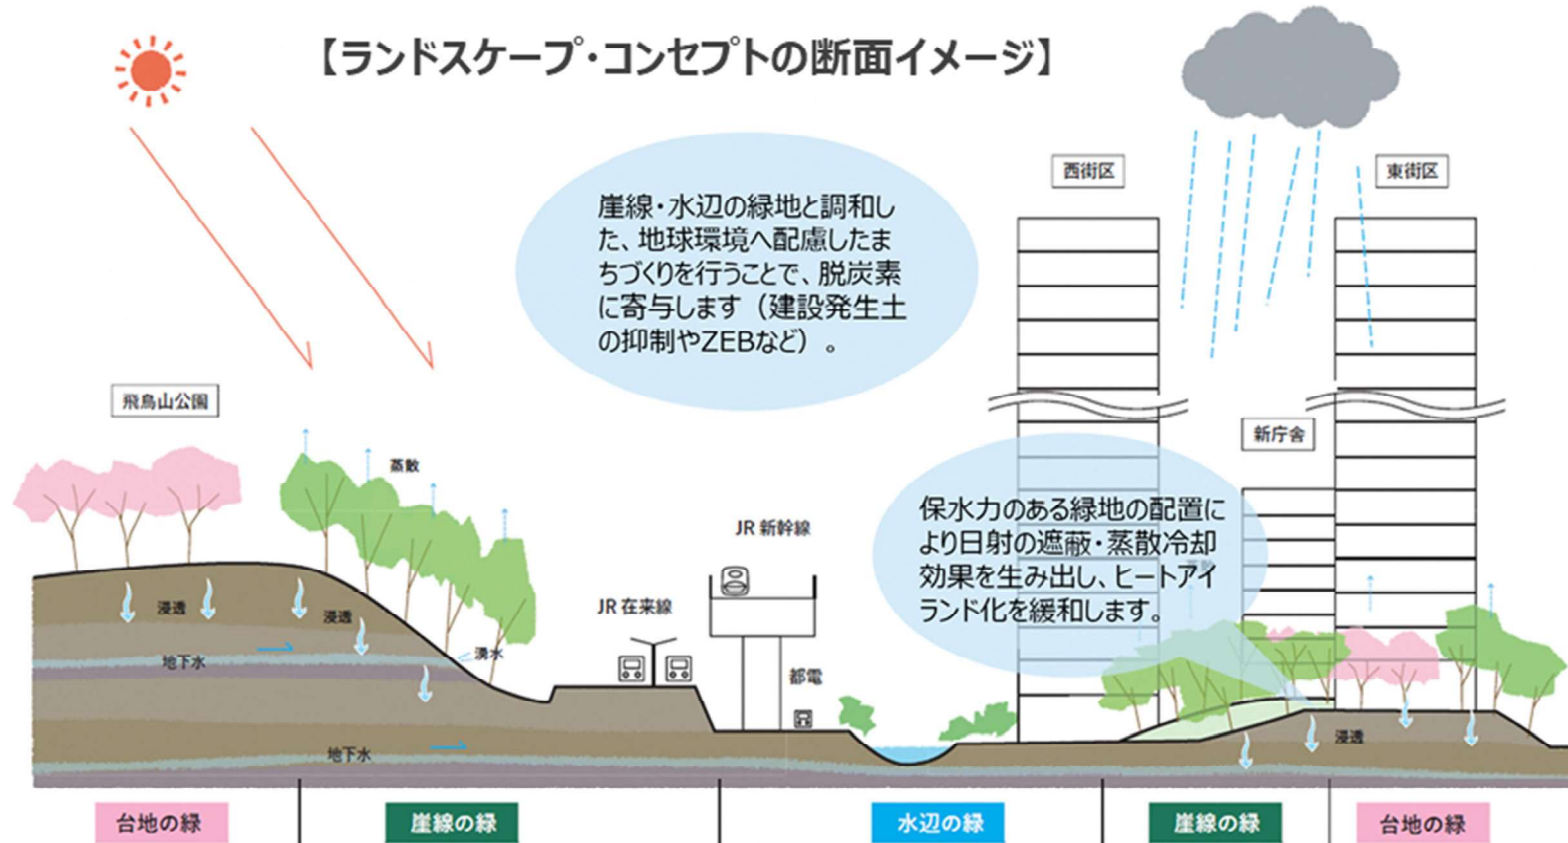 【ランドスケープ・コンセプトの断面イメージ】
西街区
東街区
崖線・水辺の緑地と調和し
た、地球環境へ配慮したま
ちづくりを行うことで、脱炭素
に寄与します（建設発生土
の抑制やZEBなど）。
飛鳥山公園
新庁舎
蒸散
保水力のある緑地の配置に
より日射の遮蔽・蒸散冷却
効果を生み出し、ヒートアイ
ランド化を緩和します。
JR 新幹線
JR 在来線
浸透
浸透
湧水
地下水
都電
浸透
地下水
台地の緑
崖線の緑
水辺の緑
崖線の緑
台地の緑